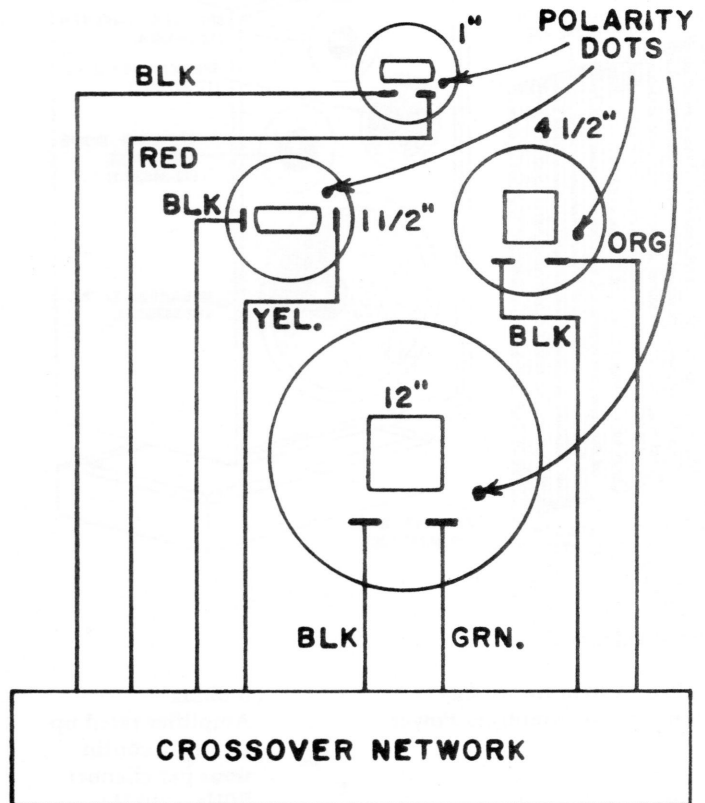 POLARITY
DOTS
1"
BLK
RED
4 1/2"
BLK
1 1/2"
ORG
YEL.
BLK
12"
BLK
GRN.
CROSSOVER NETWORK